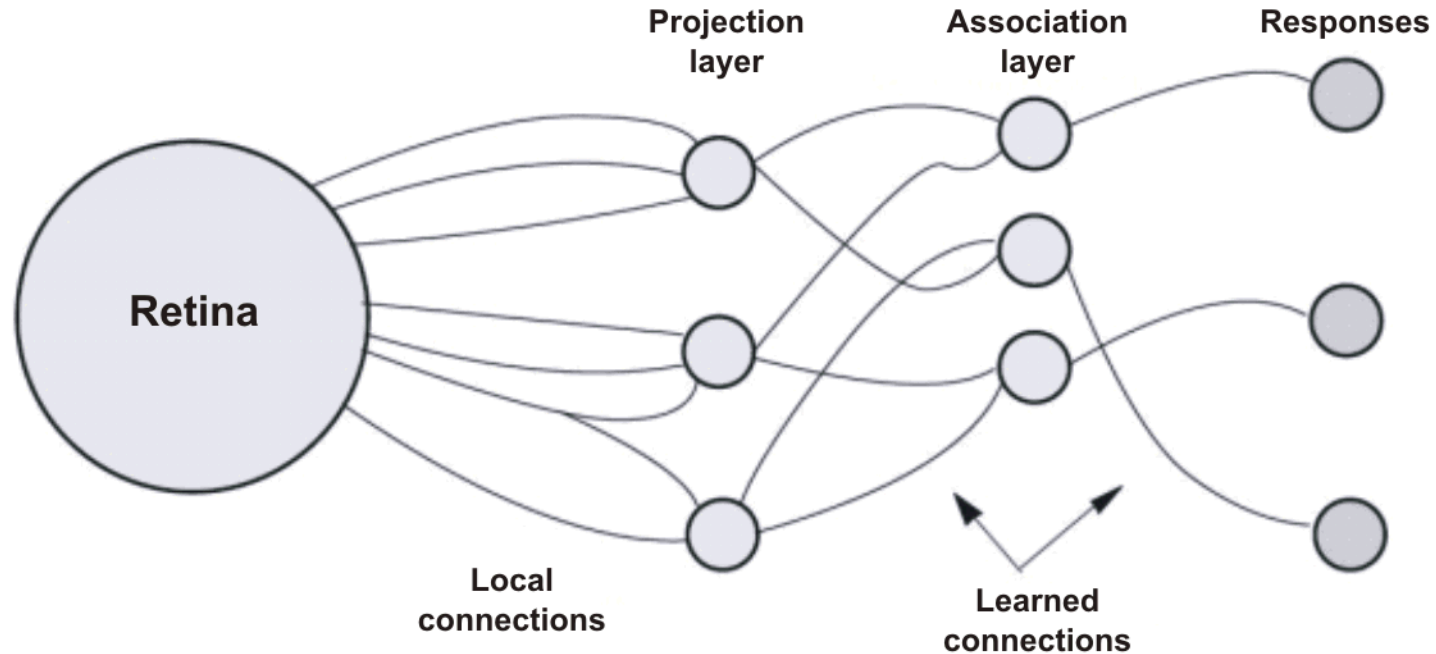 Projection
layer
Association
layer
Responses
Retina
Local
connections
Learned
connections